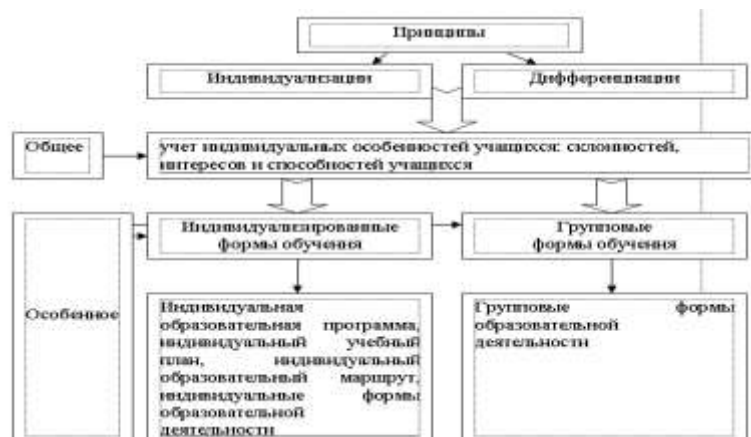 Принципы
Индивидуализации
Дифференциации
Общее
учет индивидуальных особенностей учащихся: склонностей,
интересов и способностей учащихся
Особенное
Индивидуализированные
формы обучения
Групповые
формы обучения
Индивидуальная
образовательная программа,
индивидуальный учебный
план, индивидуальный
образовательный маршрут,
индивидуальные формы
образовательной
деятельности
Групповые формы
образовательной
деятельности